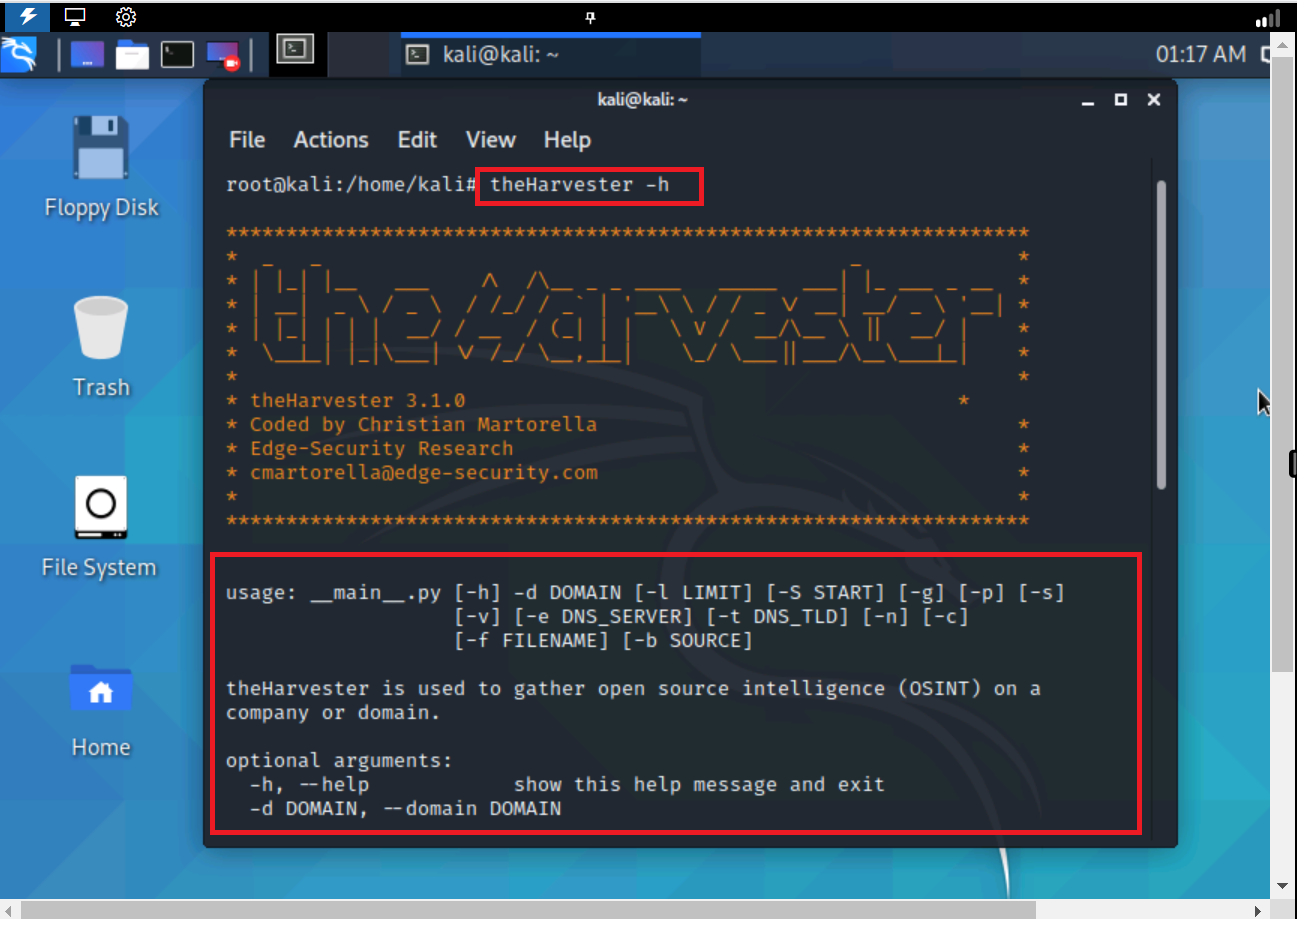 kali@kali: ~
01:17 AM
kali@kali: ~
File Actions Edit View Help
root@kali:/home/kali# theHarvester -h
*******************************************************************
theHarvester
* theHarvester 3.1.0 *
* Coded by Christian Martorella *
* Edge-Security Research *
* cmartorella@edge-security.com *
* *
*******************************************************************
usage: __main__.py [-h] -d DOMAIN [-l LIMIT] [-S START] [-g] [-p] [-s]
[-v] [-e DNS_SERVER] [-t DNS_TLD] [-n] [-c]
[-f FILENAME] [-b SOURCE]
theHarvester is used to gather open source intelligence (OSINT) on a
company or domain.
optional arguments:
-h, --help show this help message and exit
-d DOMAIN, --domain DOMAIN
Floppy Disk
Trash
File System
Home